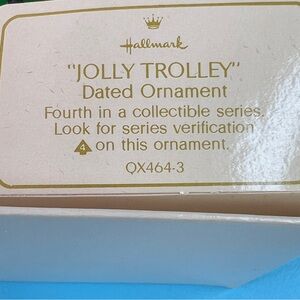 Hallmark
"JOLLY TROLLEY"
Dated Ornament
Fourth in a collectible series.
Look for series verification
4 on this ornament.
QX464-3